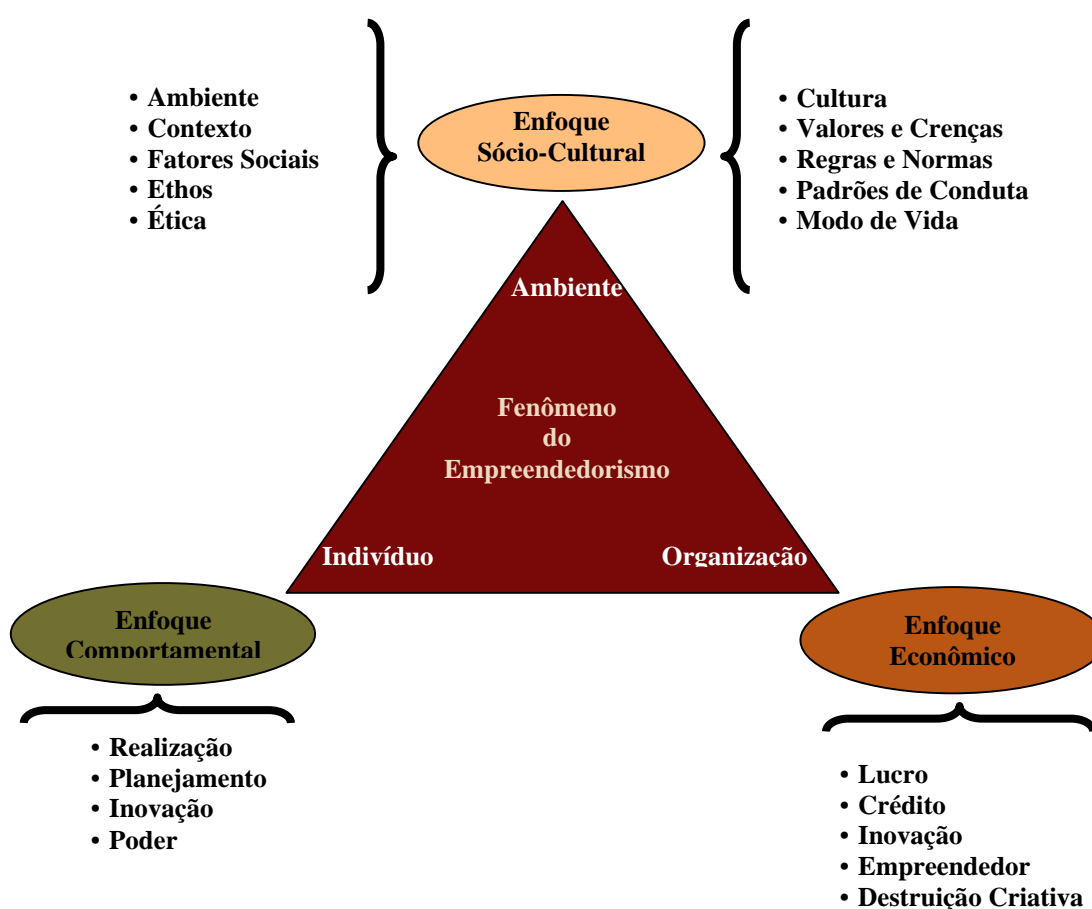 • Ambiente
• Contexto
• Fatores Sociais
• Ethos
• Ética
Enfoque
Sócio-Cultural
• Cultura
• Valores e Crenças
• Regras e Normas
• Padrões de Conduta
• Modo de Vida
Ambiente
Fenômeno
do
Empreendedorismo
Indivíduo
Organização
Enfoque
Comportamental
Enfoque
Econômico
• Realização
• Planejamento
• Inovação
• Poder
• Lucro
• Crédito
• Inovação
• Empreendedor
• Destruição Criativa